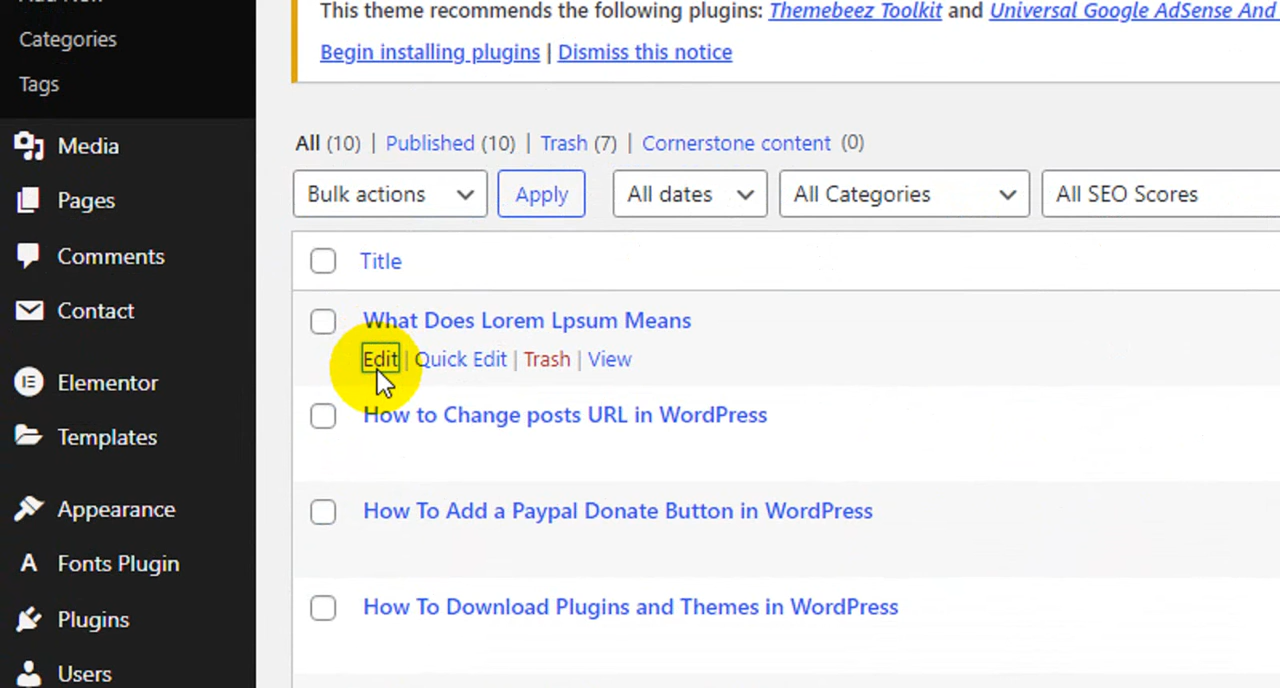 Categories
Tags
Media
Pages
Comments
Contact
Elementor
Templates
Appearance
Fonts Plugin
Plugins
Users
This theme recommends the following plugins: Themebeez Toolkit and Universal Google AdSense And
Begin installing plugins | Dismiss this notice
All (10) | Published (10) | Trash (7) | Cornerstone content (0)
Bulk actions Apply All dates All Categories All SEO Scores
Title
What Does Lorem Lpsum Means
Edit | Quick Edit | Trash | View
How to Change posts URL in WordPress
How To Add a Paypal Donate Button in WordPress
How To Download Plugins and Themes in WordPress